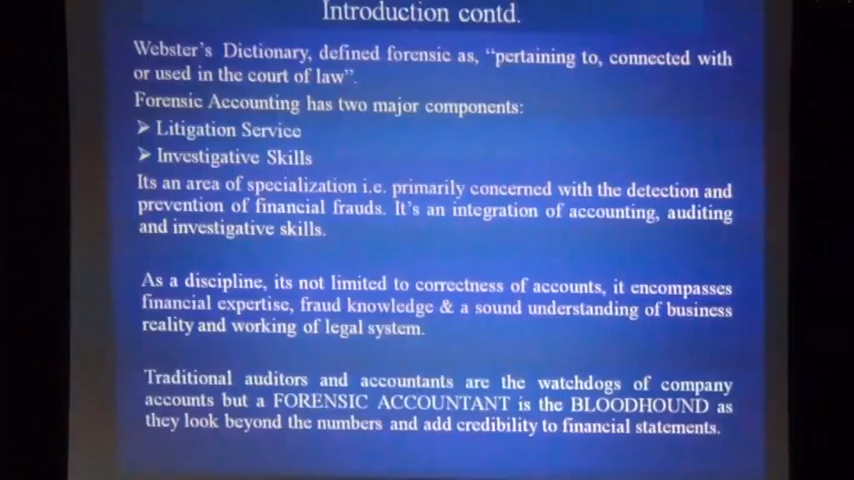 Introduction contd.
Webster's Dictionary, defined forensic as, “pertaining to, connected with
or used in the court of law”.
Forensic Accounting has two major components:
➢ Litigation Service
➢ Investigative Skills
Its an area of specialization i.e. primarily concerned with the detection and
prevention of financial frauds. It's an integration of accounting, auditing
and investigative skills.
As a discipline, its not limited to correctness of accounts, it encompasses
financial expertise, fraud knowledge & a sound understanding of business
reality and working of legal system.
Traditional auditors and accountants are the watchdogs of company
accounts but a FORENSIC ACCOUNTANT is the BLOODHOUND as
they look beyond the numbers and add credibility to financial statements.